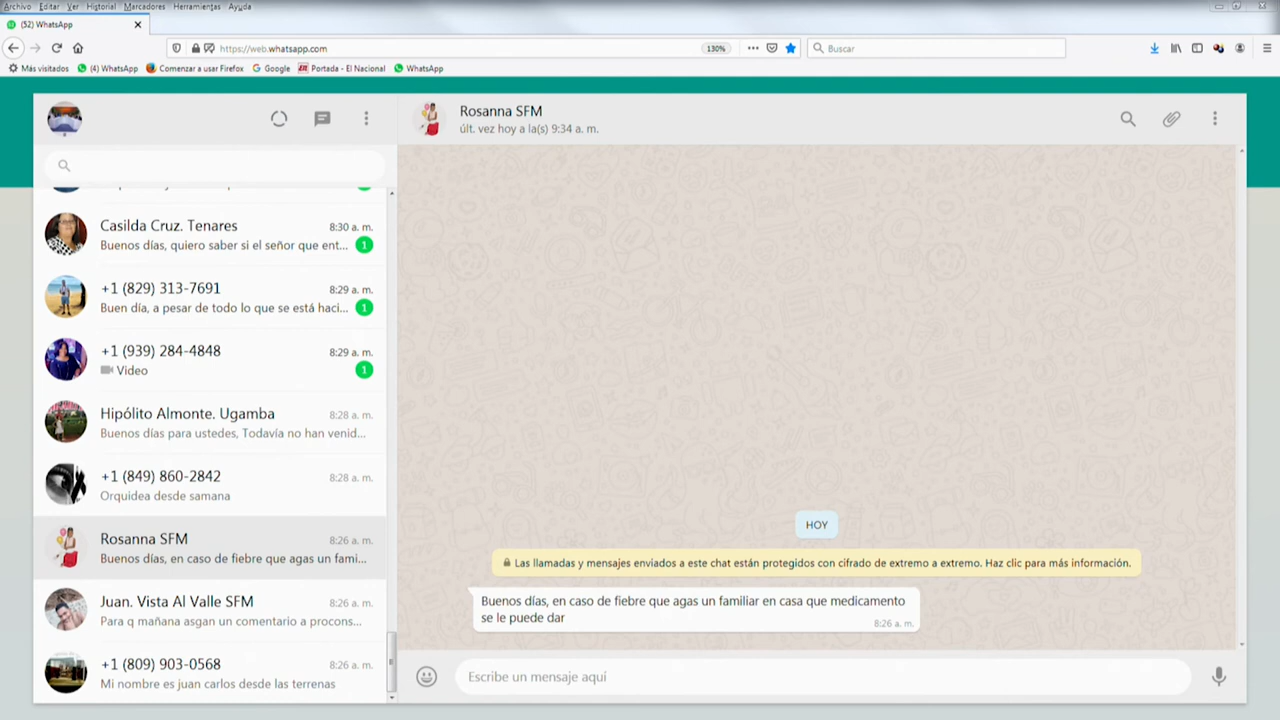 Archivo Editar Ver Historial Marcadores Herramientas Ayuda
(52) WhatsApp
https://web.whatsapp.com
130%
Buscar
Más visitados
(4) WhatsApp
Comenzar a usar Firefox
Google
Portada - El Nacional
WhatsApp
Rosanna SFM
últ. vez hoy a la(s) 9:34 a. m.
Casilda Cruz. Tenares
8:30 a. m.
Buenos días, quiero saber si el señor que ent...
1
+1 (829) 313-7691
8:29 a. m.
Buen día, a pesar de todo lo que se está haci...
1
+1 (939) 284-4848
8:29 a. m.
Video
1
Hipólito Almonte. Ugamba
8:28 a. m.
Buenos días para ustedes, Todavía no han venid...
+1 (849) 860-2842
8:28 a. m.
Orquidea desde samana
Rosanna SFM
8:26 a. m.
Buenos días, en caso de fiebre que agas un fami...
Juan. Vista Al Valle SFM
8:26 a. m.
Para q mañana asgan un comentario a procons...
+1 (809) 903-0568
8:26 a. m.
Mi nombre es juan carlos desde las terrenas
HOY
Las llamadas y mensajes enviados a este chat están protegidos con cifrado de extremo a extremo. Haz clic para más información.
Buenos días, en caso de fiebre que agas un familiar en casa que medicamento
se le puede dar
8:26 a. m.
Escribe un mensaje aquí